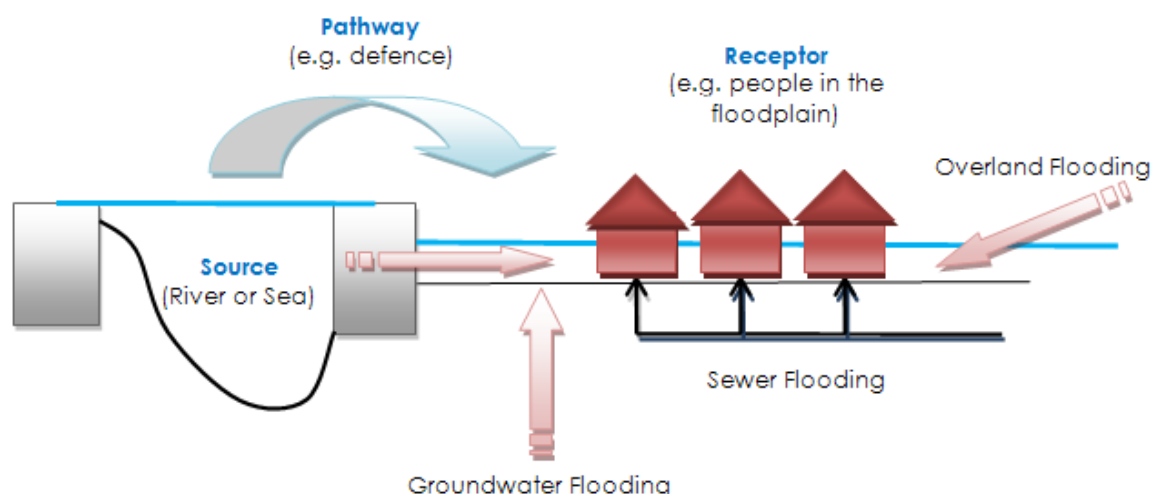 Pathway
(e.g. defence)
Receptor
(e.g. people in the
floodplain)
Overland Flooding
Source
(River or Sea)
Sewer Flooding
Groundwater Flooding